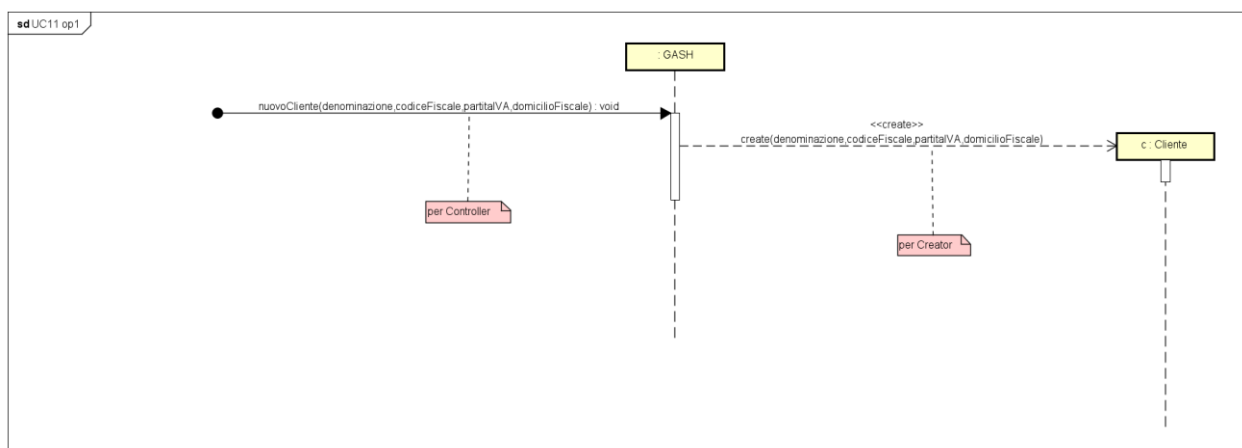 sd UC11 op1
: GASH
nuovoCliente(denominazione,codiceFiscale,partitaIVA,domicilioFiscale) : void
<<create>>
create(denominazione,codiceFiscale,partitaIVA,domicilioFiscale)
c : Cliente
per Controller
per Creator